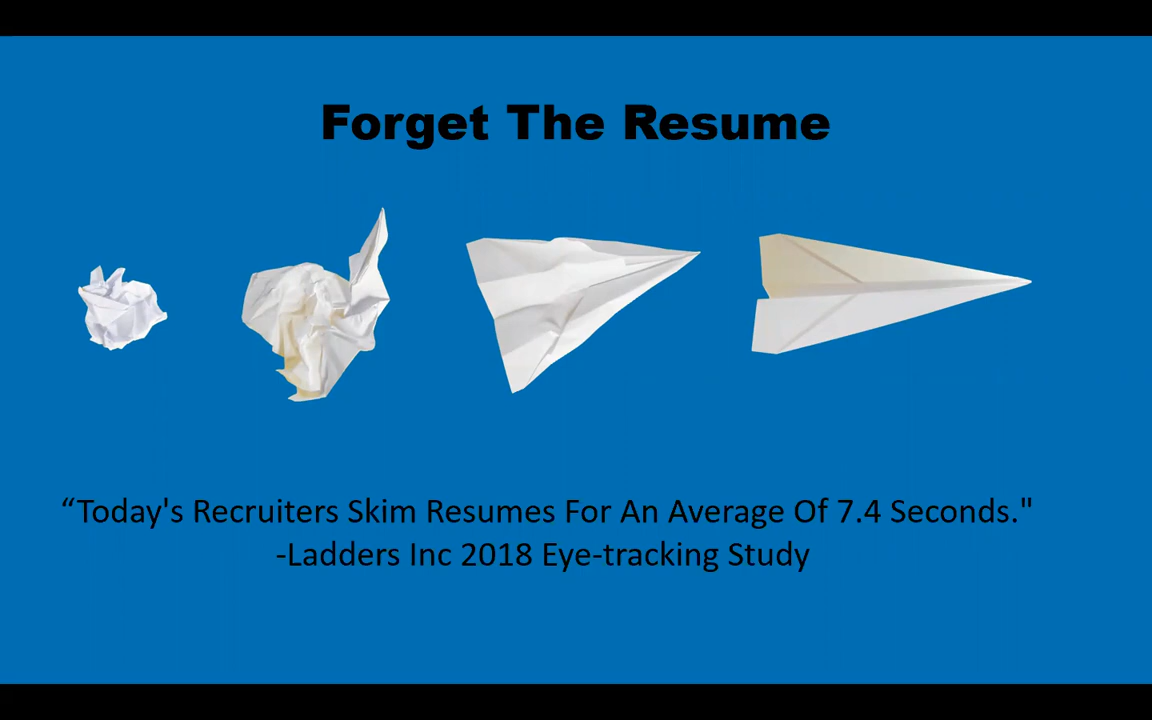 Forget The Resume
“Today's Recruiters Skim Resumes For An Average Of 7.4 Seconds."
-Ladders Inc 2018 Eye-tracking Study